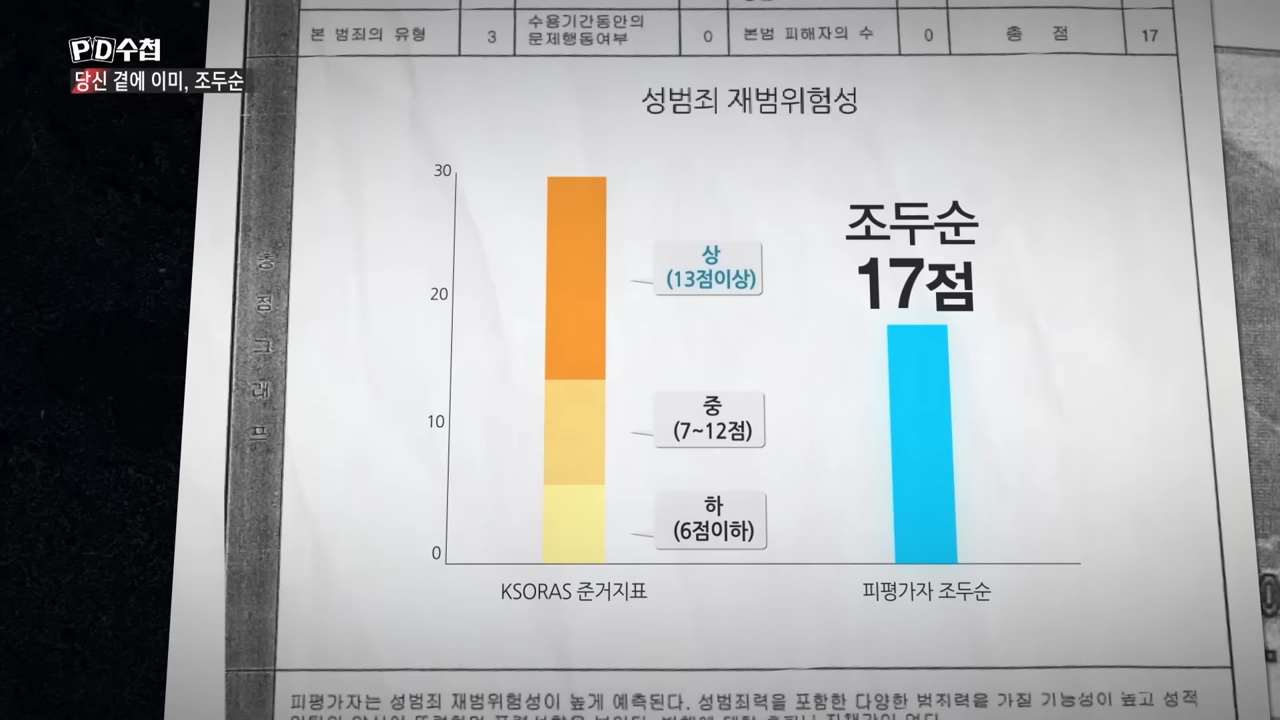 본 범죄의 유형 3 수용기간동안의 문제행동여부 0 본범 피해자의 수 0 총 점 17
PD수첩
당신 곁에 이미, 조두순
성범죄 재범위험성
30
20
10
0
상
(13점이상)
중
(7~12점)
하
(6점이하)
조두순
17점
KSORAS 준거지표
피평가자 조두순
총점그래프
피평가자는 성범죄 재범위험성이 높게 예측된다. 성범죄력을 포함한 다양한 범죄력을 가질 가능성이 높고 성적